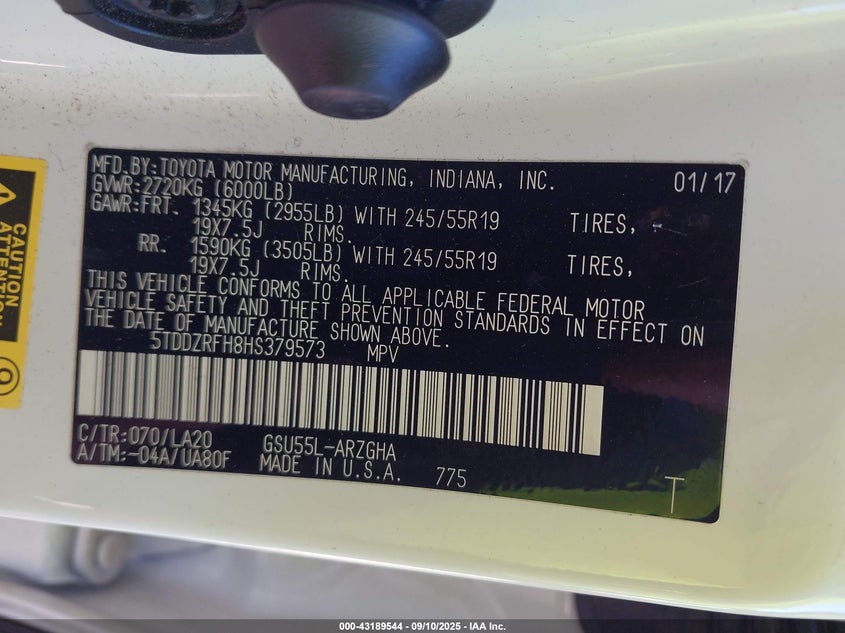 MFD.BY:TOYOTA MOTOR MANUFACTURING, INDIANA, INC. 01/17
GVWR:2720KG (6000LB)
GAWR:FRT. 1345KG (2955LB) WITH 245/55R19 TIRES,
19X7.5J RIMS.
RR. 1590KG (3505LB) WITH 245/55R19 TIRES,
19X7.5J RIMS.
THIS VEHICLE CONFORMS TO ALL APPLICABLE FEDERAL MOTOR
VEHICLE SAFETY AND THEFT PREVENTION STANDARDS IN EFFECT ON
THE DATE OF MANUFACTURE SHOWN ABOVE.
5TDDZRFH8HS379573 MPV
C/TR:070/LA20 GSU55L-ARZGHA
A/TM:-04A/UA80F MADE IN U.S.A. 775
T
CAUTION
ATTENTION
000-43189544 - 09/10/2025 - IAA Inc.